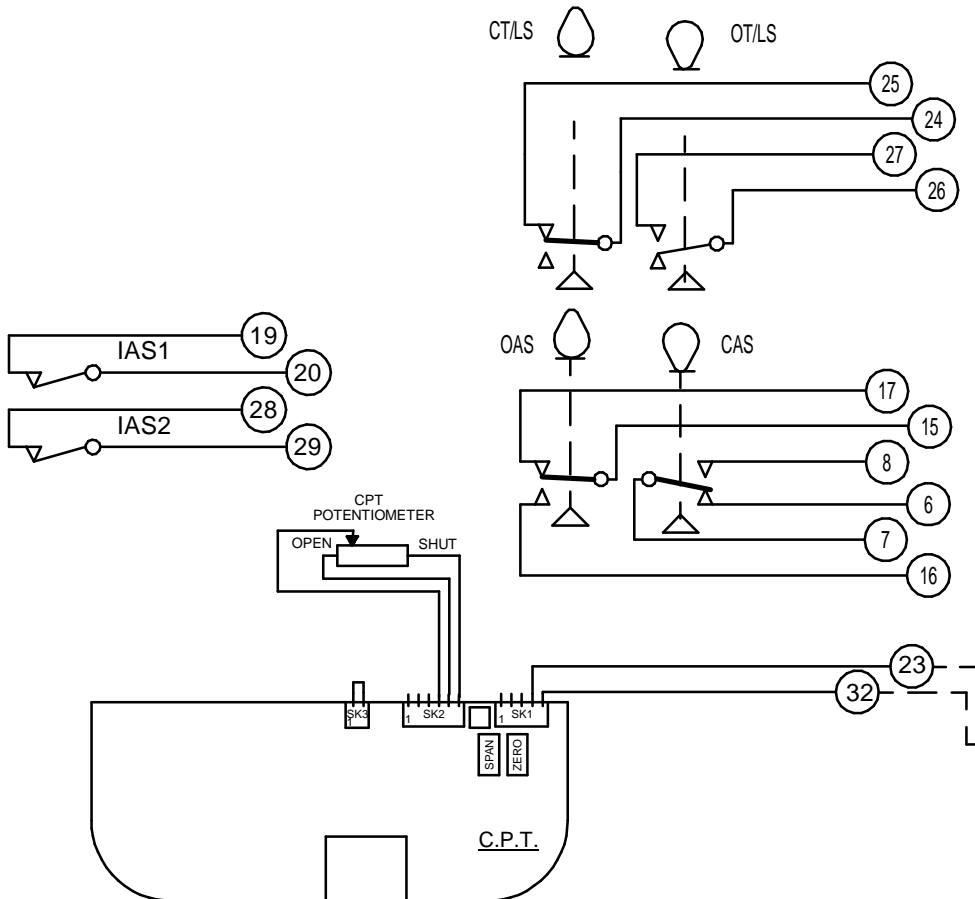 CT/LS
OT/LS
25
24
27
26
OAS
CAS
19
IAS1
20
28
IAS2
29
17
15
8
6
7
16
CPT
POTENTIOMETER
OPEN
SHUT
23
32
SK3
1
1
SK2
1
SK1
SPAN
ZERO
C.P.T.